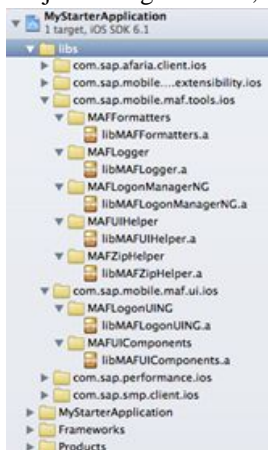 MyStarterApplication
1 target, iOS SDK 6.1
libs
com.sap.afaria.client.ios
com.sap.mobile....extensibility.ios
com.sap.mobile.maf.tools.ios
MAFFormatters
libMAFFormatters.a
MAFLogger
libMAFLogger.a
MAFLogonManagerNG
libMAFLogonManagerNG.a
MAFUIHelper
libMAFUIHelper.a
MAFZipHelper
libMAFZipHelper.a
com.sap.mobile.maf.ui.ios
MAFLogonUING
libMAFLogonUING.a
MAFUIComponents
libMAFUIComponents.a
com.sap.performance.ios
com.sap.smp.client.ios
MyStarterApplication
Frameworks
Products